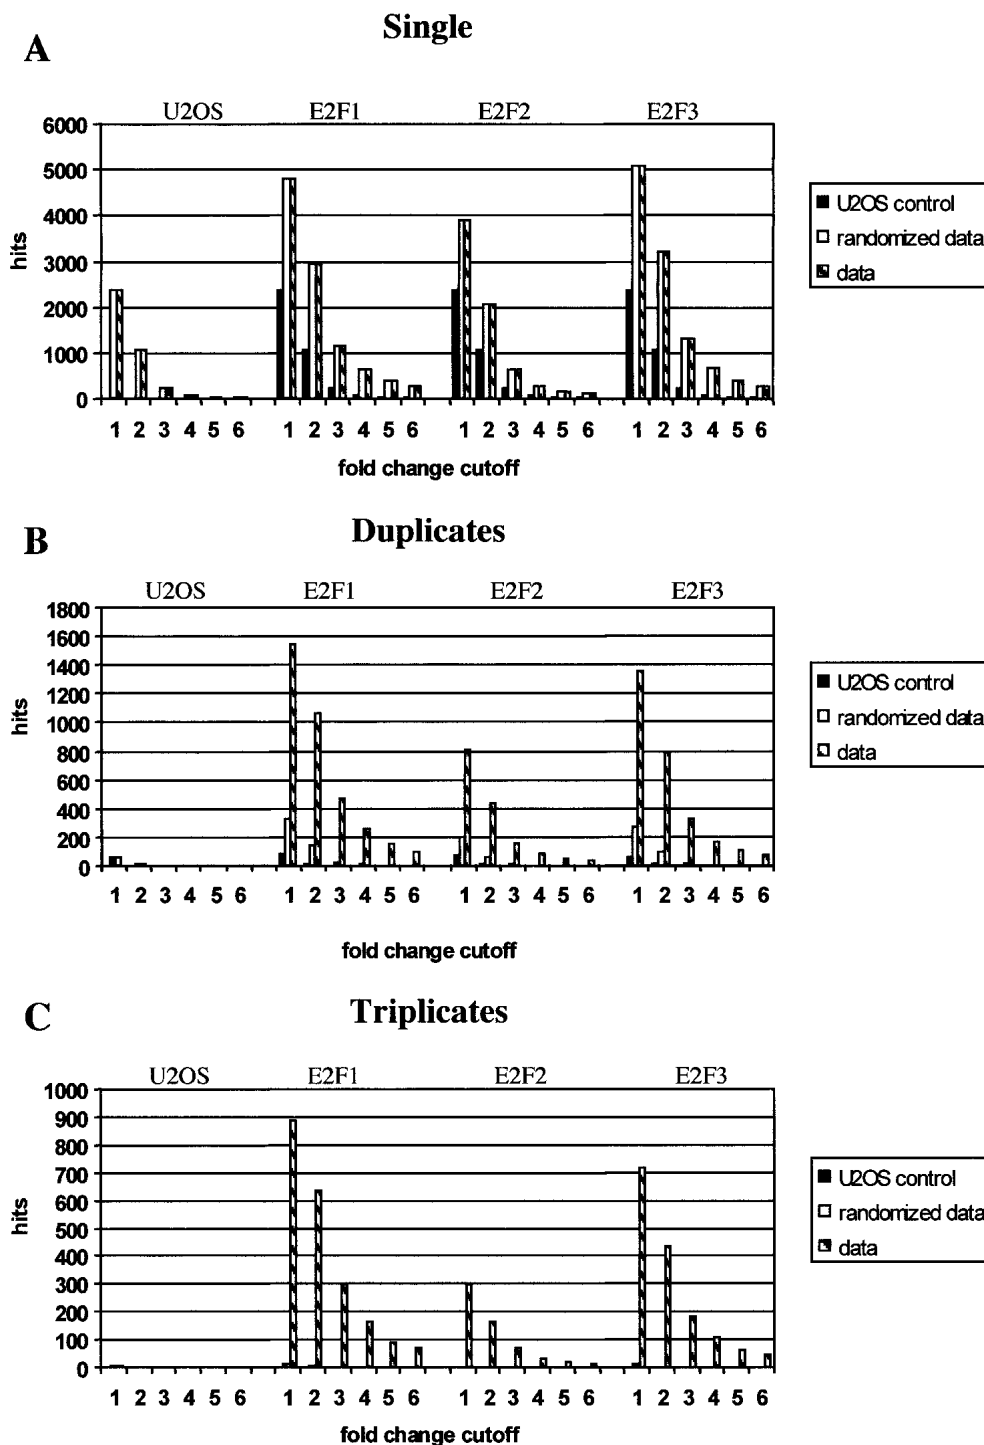 Single
A
U2OS E2F1 E2F2 E2F3
6000
5000
4000
3000
2000
1000
0
hits
1 2 3 4 5 6 1 2 3 4 5 6 1 2 3 4 5 6 1 2 3 4 5 6
fold change cutoff
U2OS control
randomized data
data
Duplicates
B
U2OS E2F1 E2F2 E2F3
1800
1600
1400
1200
1000
800
600
400
200
0
hits
1 2 3 4 5 6 1 2 3 4 5 6 1 2 3 4 5 6 1 2 3 4 5 6
fold change cutoff
U2OS control
randomized data
data
Triplicates
C
U2OS E2F1 E2F2 E2F3
1000
900
800
700
600
500
400
300
200
100
0
hits
1 2 3 4 5 6 1 2 3 4 5 6 1 2 3 4 5 6 1 2 3 4 5 6
fold change cutoff
U2OS control
randomized data
data